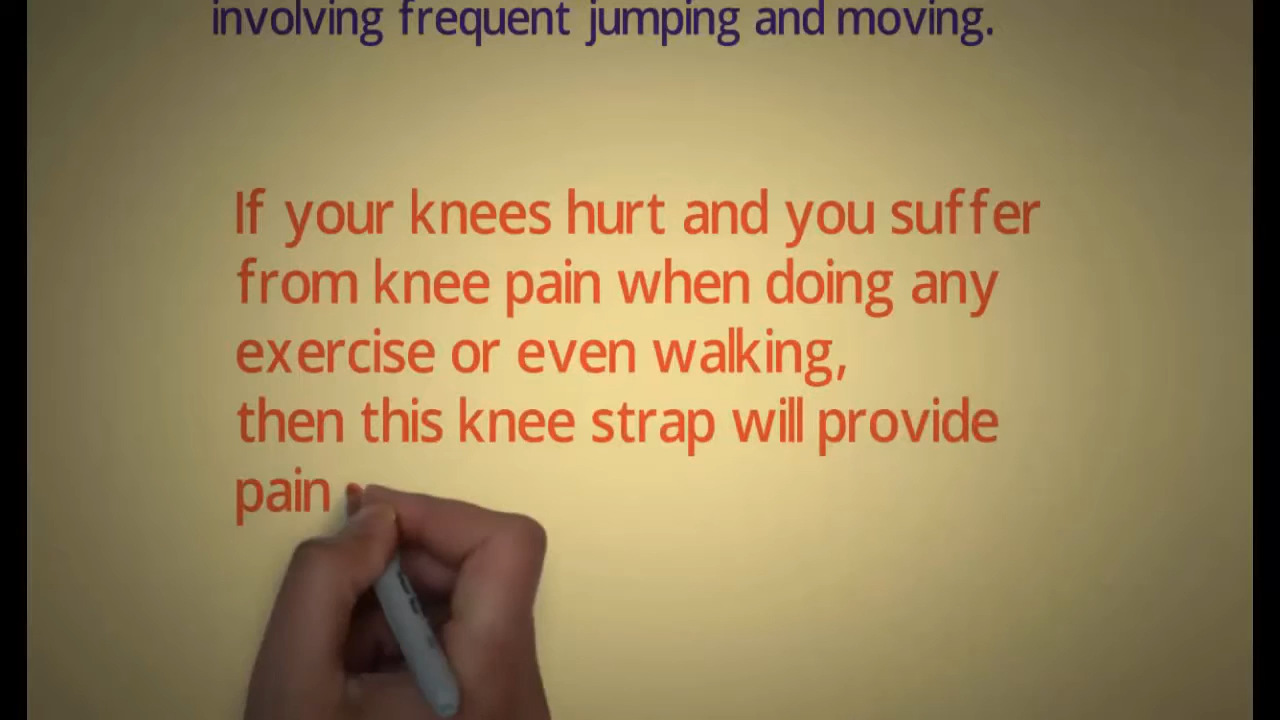 involving frequent jumping and moving.
If your knees hurt and you suffer
from knee pain when doing any
exercise or even walking,
then this knee strap will provide
pain